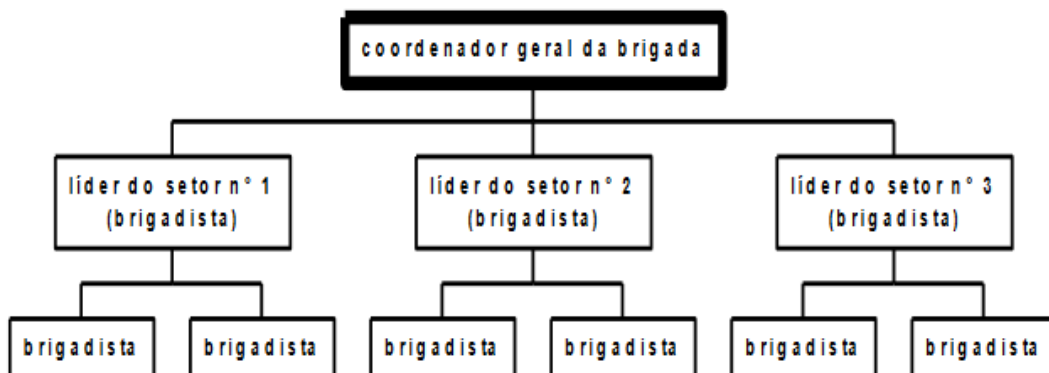 coordenador geral da brigada
líder do setor n° 1
(brigadista)
líder do setor n° 2
(brigadista)
líder do setor n° 3
(brigadista)
brigadista
brigadista
brigadista
brigadista
brigadista
brigadista